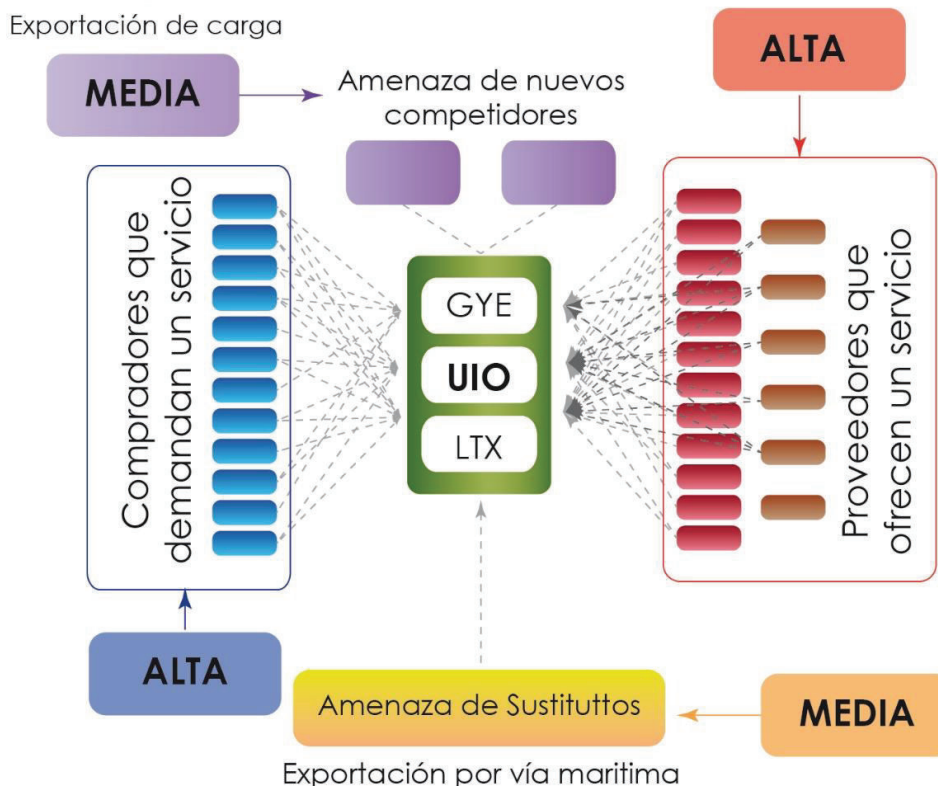 Exportación de carga
MEDIA
Amenaza de nuevos
competidores
ALTA
Compradores que
demandan un servicio
GYE
UIO
LTX
Proveedores que
ofrecen un servicio
ALTA
Amenaza de Sustituttos
MEDIA
Exportación por vía maritima